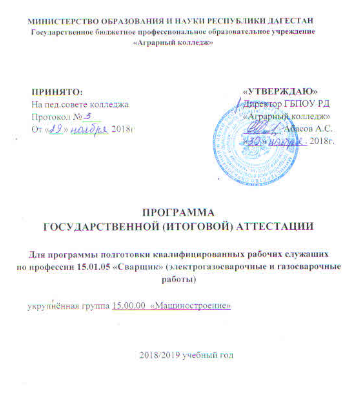 МИНИСТЕРСТВО ОБРАЗОВАНИЯ И НАУКИ РЕСПУБЛИКИ ДАГЕСТАН
Государственное бюджетное профессиональное образовательное учреждение
«Аграрный колледж»
ПРИНЯТО:
На пед.совете колледжа
Протокол № 3
От «29» ноября 2018г
«УТВЕРЖДАЮ»
Директор ГБПОУ РД
«Аграрный колледж»
Абасов А.С.
ноября 2018г.
ПРОГРАММА
ГОСУДАРСТВЕННОЙ (ИТОГОВОЙ) АТТЕСТАЦИИ
Для программы подготовки квалифицированных рабочих служащих
по профессии 15.01.05 «Сварщик» (электрогазосварочные и газосварочные
работы)
укрупнённая группа 15.00.00 «Машиностроение»
2018/2019 учебный год